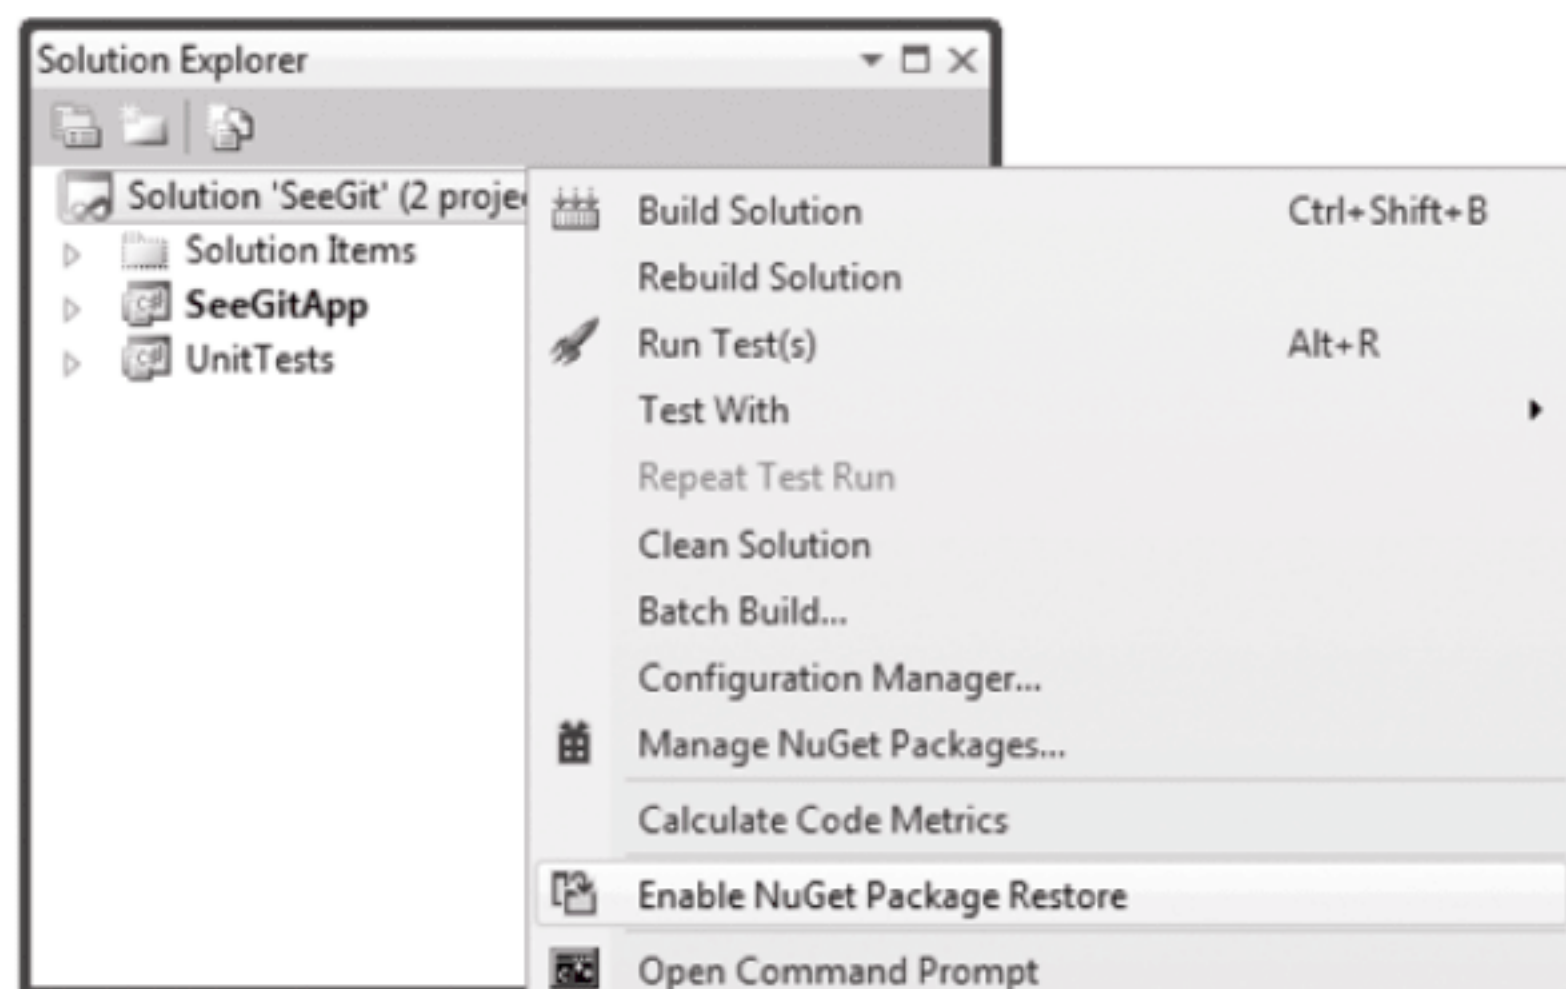 Solution Explorer
Solution 'SeeGit' (2 proje
Solution Items
SeeGitApp
UnitTests
Build Solution Ctrl+Shift+B
Rebuild Solution
Run Test(s) Alt+R
Test With
Repeat Test Run
Clean Solution
Batch Build...
Configuration Manager...
Manage NuGet Packages...
Calculate Code Metrics
Enable NuGet Package Restore
Open Command Prompt